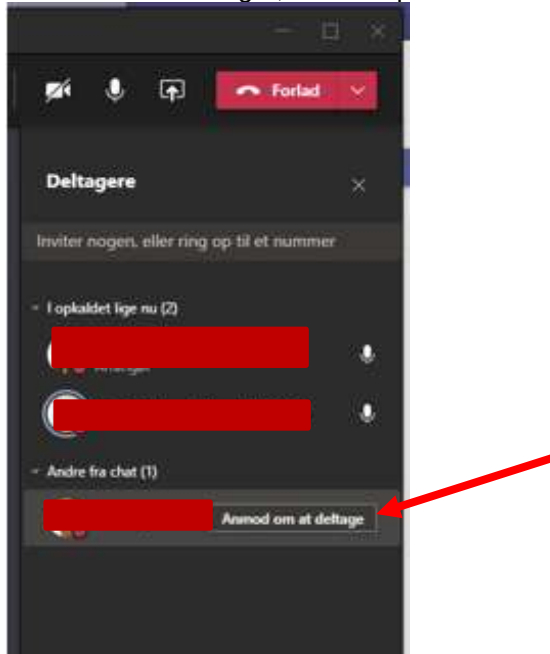 Forlad
Deltagere
Inviter nogen, eller ring op til et nummer
I opkaldet lige nu (2)
Andre fra chat (1)
Anmod om at deltage